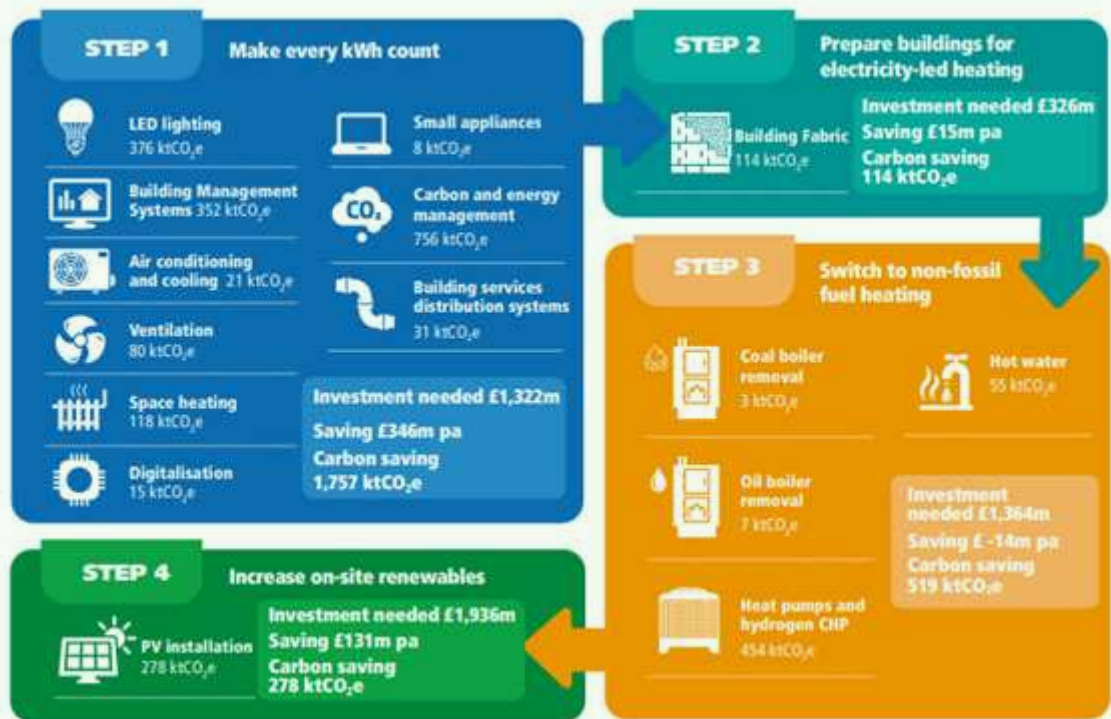 STEP 1
Make every kWh count
LED lighting
376 ktCO₂e
Building Management
Systems 352 ktCO₂e
Air conditioning
and cooling 21 ktCO₂e
Ventilation
80 ktCO₂e
Space heating
118 ktCO₂e
Digitalisation
15 ktCO₂e
Small appliances
8 ktCO₂e
CO₂
Carbon and energy
management
756 ktCO₂e
Building services
distribution systems
31 ktCO₂e
Investment needed £1,322m
Saving £346m pa
Carbon saving
1,757 ktCO₂e
STEP 2
Prepare buildings for
electricity-led heating
Building Fabric
114 ktCO₂e
Investment needed £326m
Saving £15m pa
Carbon saving
114 ktCO₂e
STEP 3
Switch to non-fossil
fuel heating
Coal boiler
removal
3 ktCO₂e
Oil boiler
removal
7 ktCO₂e
Heat pumps and
hydrogen CHP
454 ktCO₂e
Hot water
55 ktCO₂e
Investment
needed £1,364m
Saving £ -14m pa
Carbon saving
519 ktCO₂e
STEP 4
Increase on-site renewables
PV installation
278 ktCO₂e
Investment needed £1,936m
Saving £131m pa
Carbon saving
278 ktCO₂e